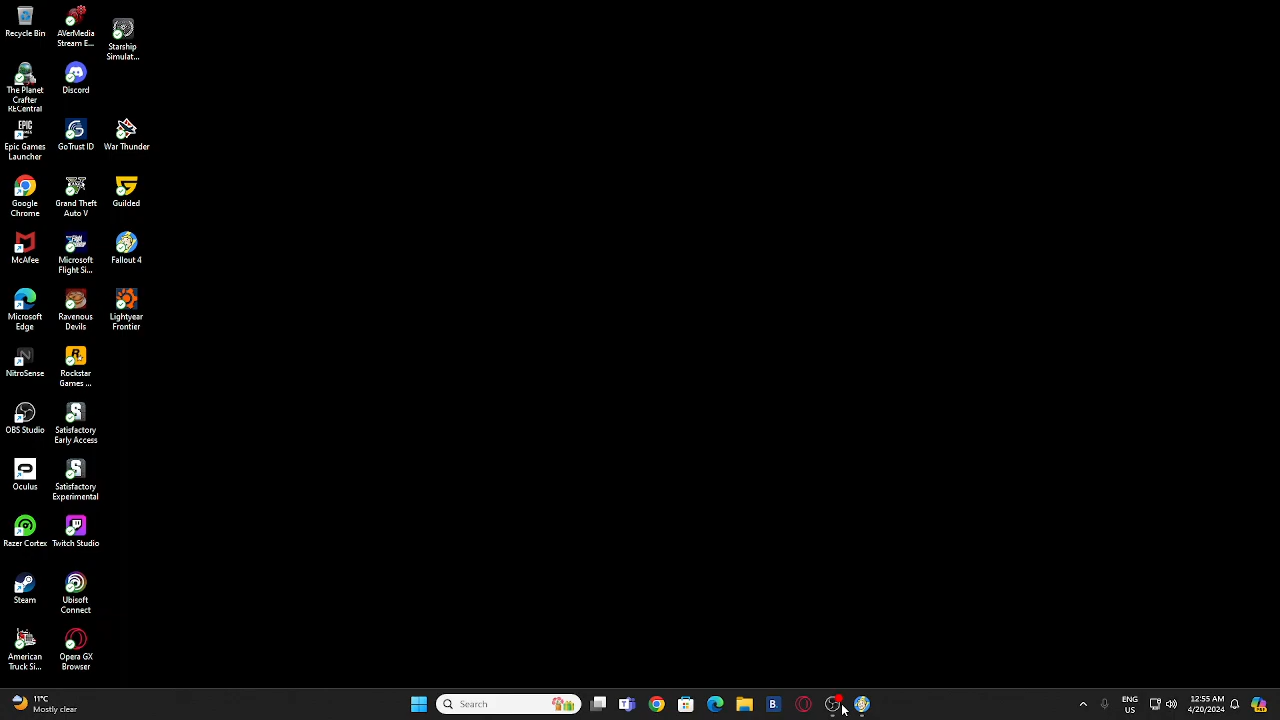 Recycle Bin
AVerMedia
Stream E...
Starship
Simulat...
The Planet
Crafter
RECentral
Discord
EPIC
GAMES
Epic Games
Launcher
GoTrust ID
War Thunder
Google
Chrome
Grand Theft
Auto V
Guilded
McAfee
Microsoft
Flight Si...
Fallout 4
Microsoft
Edge
Ravenous
Devils
Lightyear
Frontier
NitroSense
Rockstar
Games ...
OBS Studio
Satisfactory
Early Access
Oculus
Satisfactory
Experimental
Razer Cortex
Twitch Studio
Steam
Ubisoft
Connect
American
Truck Si...
Opera GX
Browser
11°C
Mostly clear
Search
B.
ENG
US
12:55 AM
4/20/2024